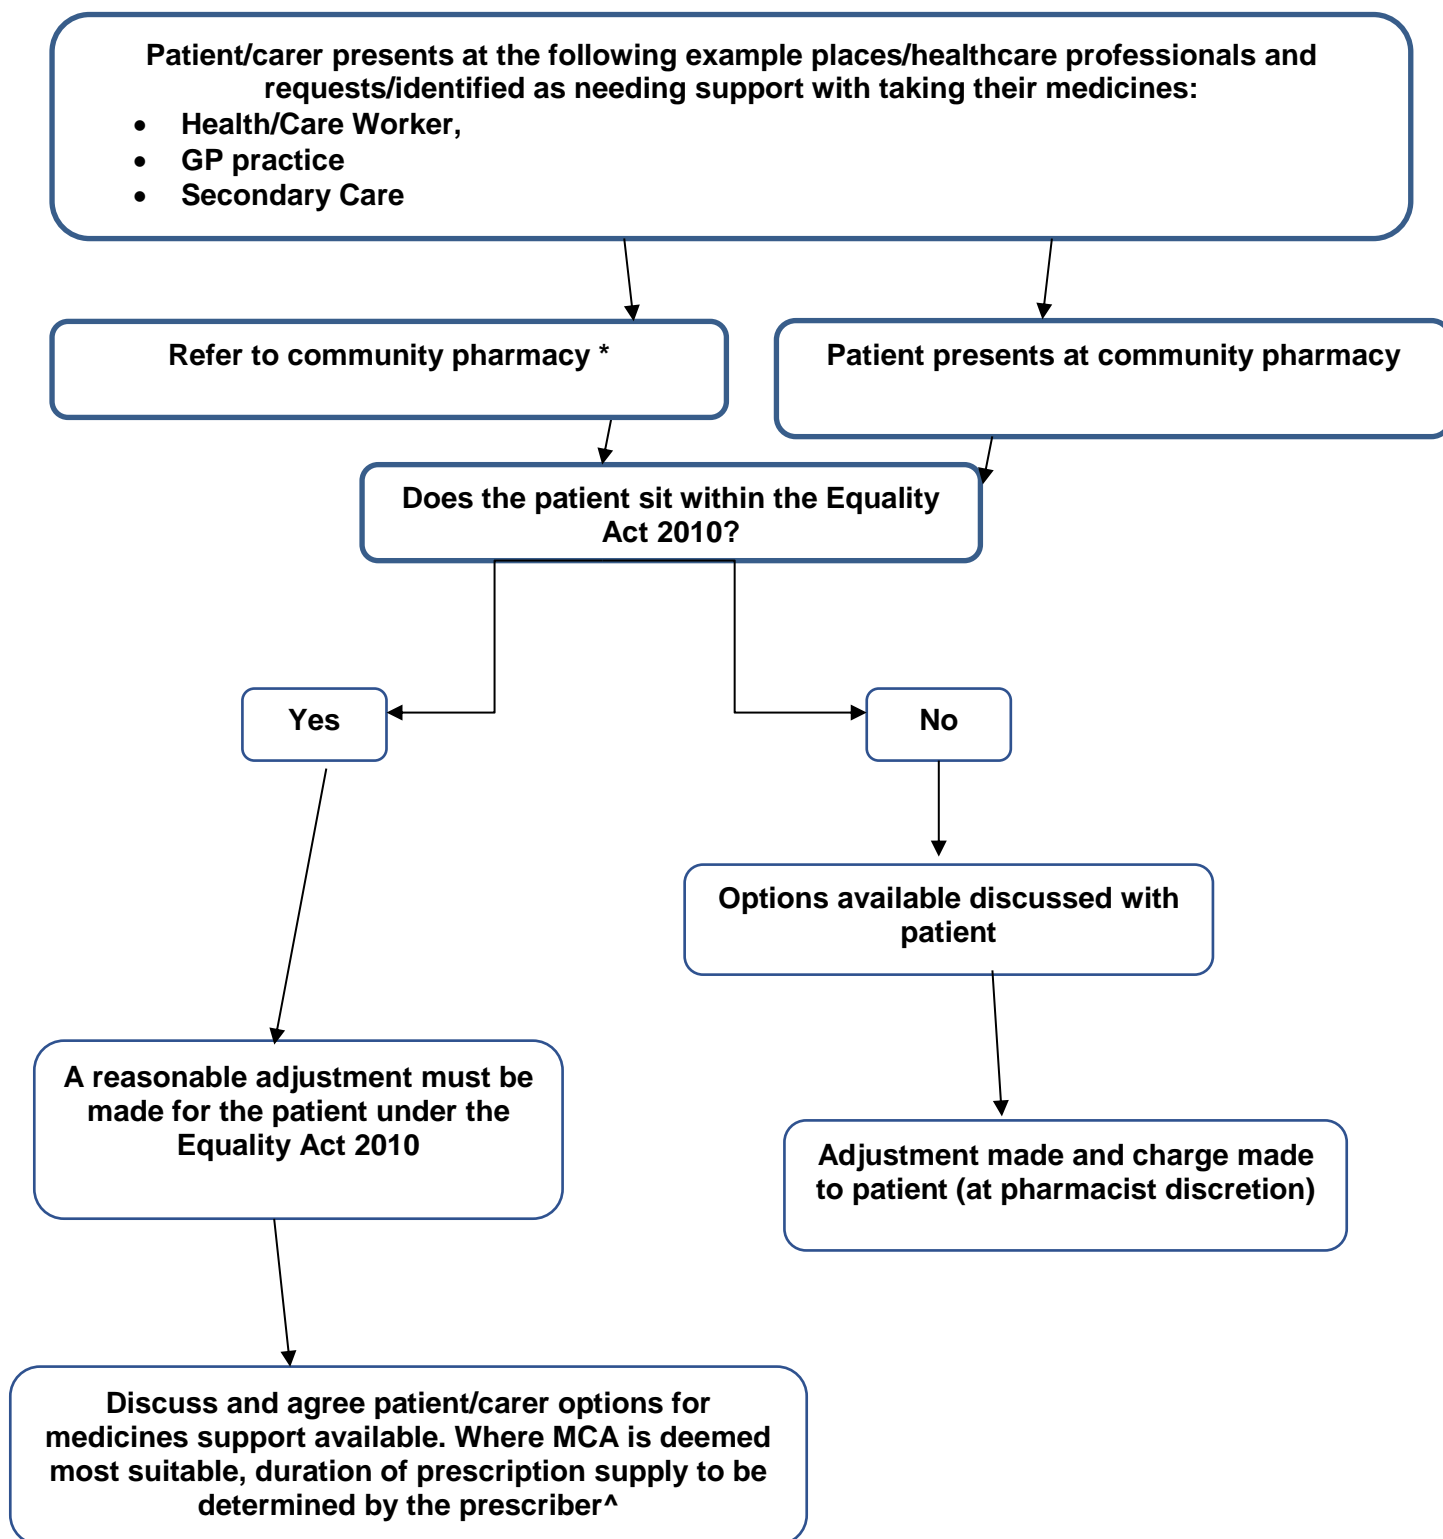 Patient/carer presents at the following example places/healthcare professionals and
requests/identified as needing support with taking their medicines:
• Health/Care Worker,
• GP practice
• Secondary Care
Refer to community pharmacy *
Patient presents at community pharmacy
Does the patient sit within the Equality
Act 2010?
Yes
No
Options available discussed with
patient
A reasonable adjustment must be
made for the patient under the
Equality Act 2010
Adjustment made and charge made
to patient (at pharmacist discretion)
Discuss and agree patient/carer options for
medicines support available. Where MCA is deemed
most suitable, duration of prescription supply to be
determined by the prescriber^